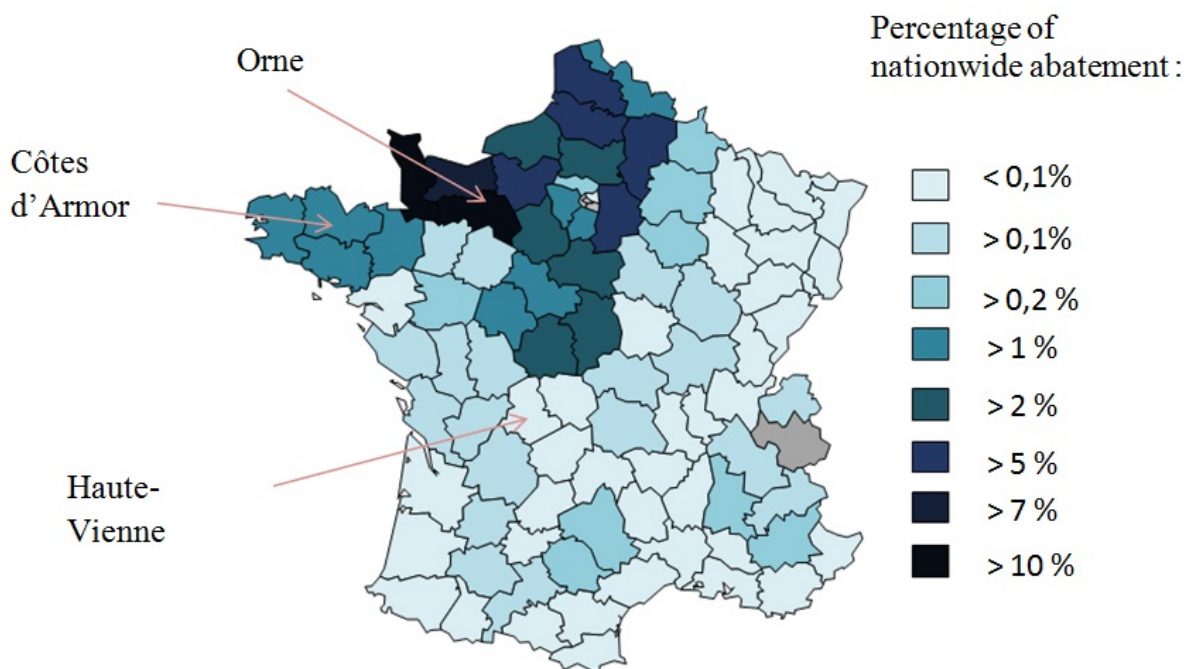 Orne
Côtes
d’Armor
Haute-
Vienne
Percentage of
nationwide abatement :
< 0,1%
> 0,1%
> 0,2 %
> 1 %
> 2 %
> 5 %
> 7 %
> 10 %